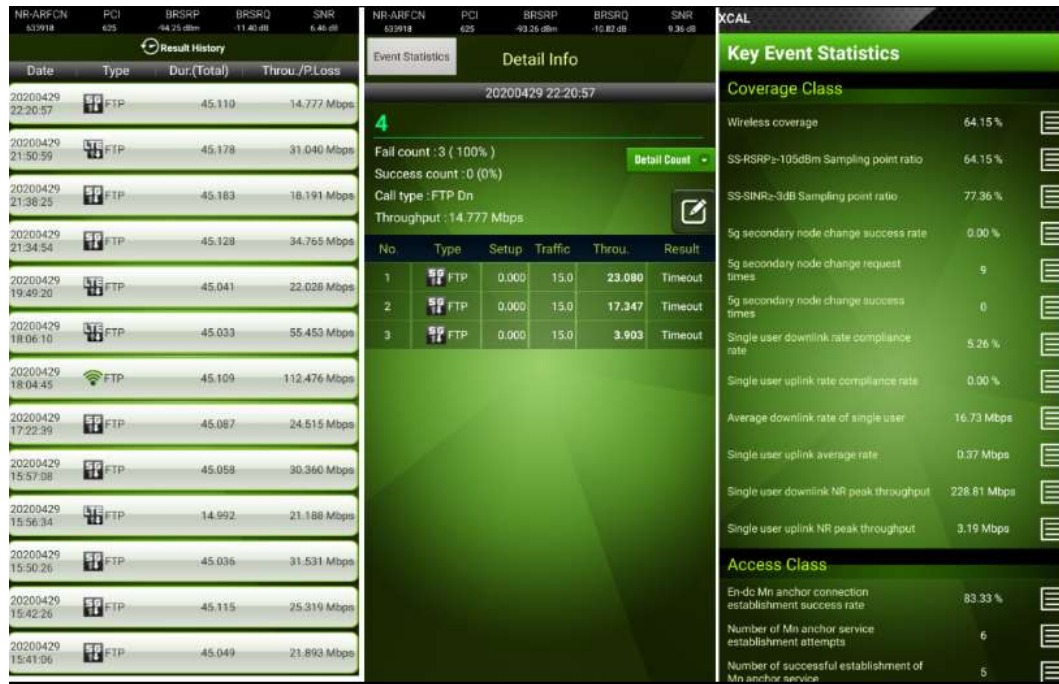 NR-ARFCN PCI BRSRP BRSRQ SNR
633918 625 -94.25 dBm -11.40 dB 6.46 dB
Result History
Date Type Dur.(Total) Throu./P.Loss
20200429
22:20:57 5G FTP 45.110 14.777 Mbps
20200429
21:50:59 LTE FTP 45.178 31.040 Mbps
20200429
21:38:25 5G FTP 45.183 18.191 Mbps
20200429
21:34:54 5G FTP 45.128 34.765 Mbps
20200429
19:49:20 LTE FTP 45.041 22.028 Mbps
20200429
18:06:10 LTE FTP 45.033 55.453 Mbps
20200429
18:04:45 FTP 45.109 112.476 Mbps
20200429
17:22:39 5G FTP 45.087 24.515 Mbps
20200429
15:57:08 5G FTP 45.058 30.360 Mbps
20200429
15:56:34 LTE FTP 14.992 21.188 Mbps
20200429
15:50:26 5G FTP 45.036 31.531 Mbps
20200429
15:42:26 5G FTP 45.115 25.319 Mbps
20200429
15:41:06 5G FTP 45.049 21.893 Mbps
NR-ARFCN PCI BRSRP BRSRQ SNR
633918 625 -93.26 dBm -10.82 dB 9.36 dB
Event Statistics Detail Info
20200429 22:20:57
4
Fail count : 3 ( 100% )
Detail Count
Success count : 0 (0%)
Call type : FTP Dn
Throughput : 14.777 Mbps
No. Type Setup Traffic Throu. Result
1 5G FTP 0.000 15.0 23.080 Timeout
2 5G FTP 0.000 15.0 17.347 Timeout
3 5G FTP 0.000 15.0 3.903 Timeout
XCAL
Key Event Statistics
Coverage Class
Wireless coverage 64.15 %
SS-RSRP≥-105dBm Sampling point ratio 64.15 %
SS-SINR≥-3dB Sampling point ratio 77.36 %
5g secondary node change success rate 0.00 %
5g secondary node change request
times 9
5g secondary node change success
times 0
Single user downlink rate compliance
rate 5.26 %
Single user uplink rate compliance rate 0.00 %
Average downlink rate of single user 16.73 Mbps
Single user uplink average rate 0.37 Mbps
Single user downlink NR peak throughput 228.81 Mbps
Single user uplink NR peak throughput 3.19 Mbps
Access Class
En-dc Mn anchor connection
establishment success rate 83.33 %
Number of Mn anchor service
establishment attempts 6
Number of successful establishment of
Mn anchor service 5